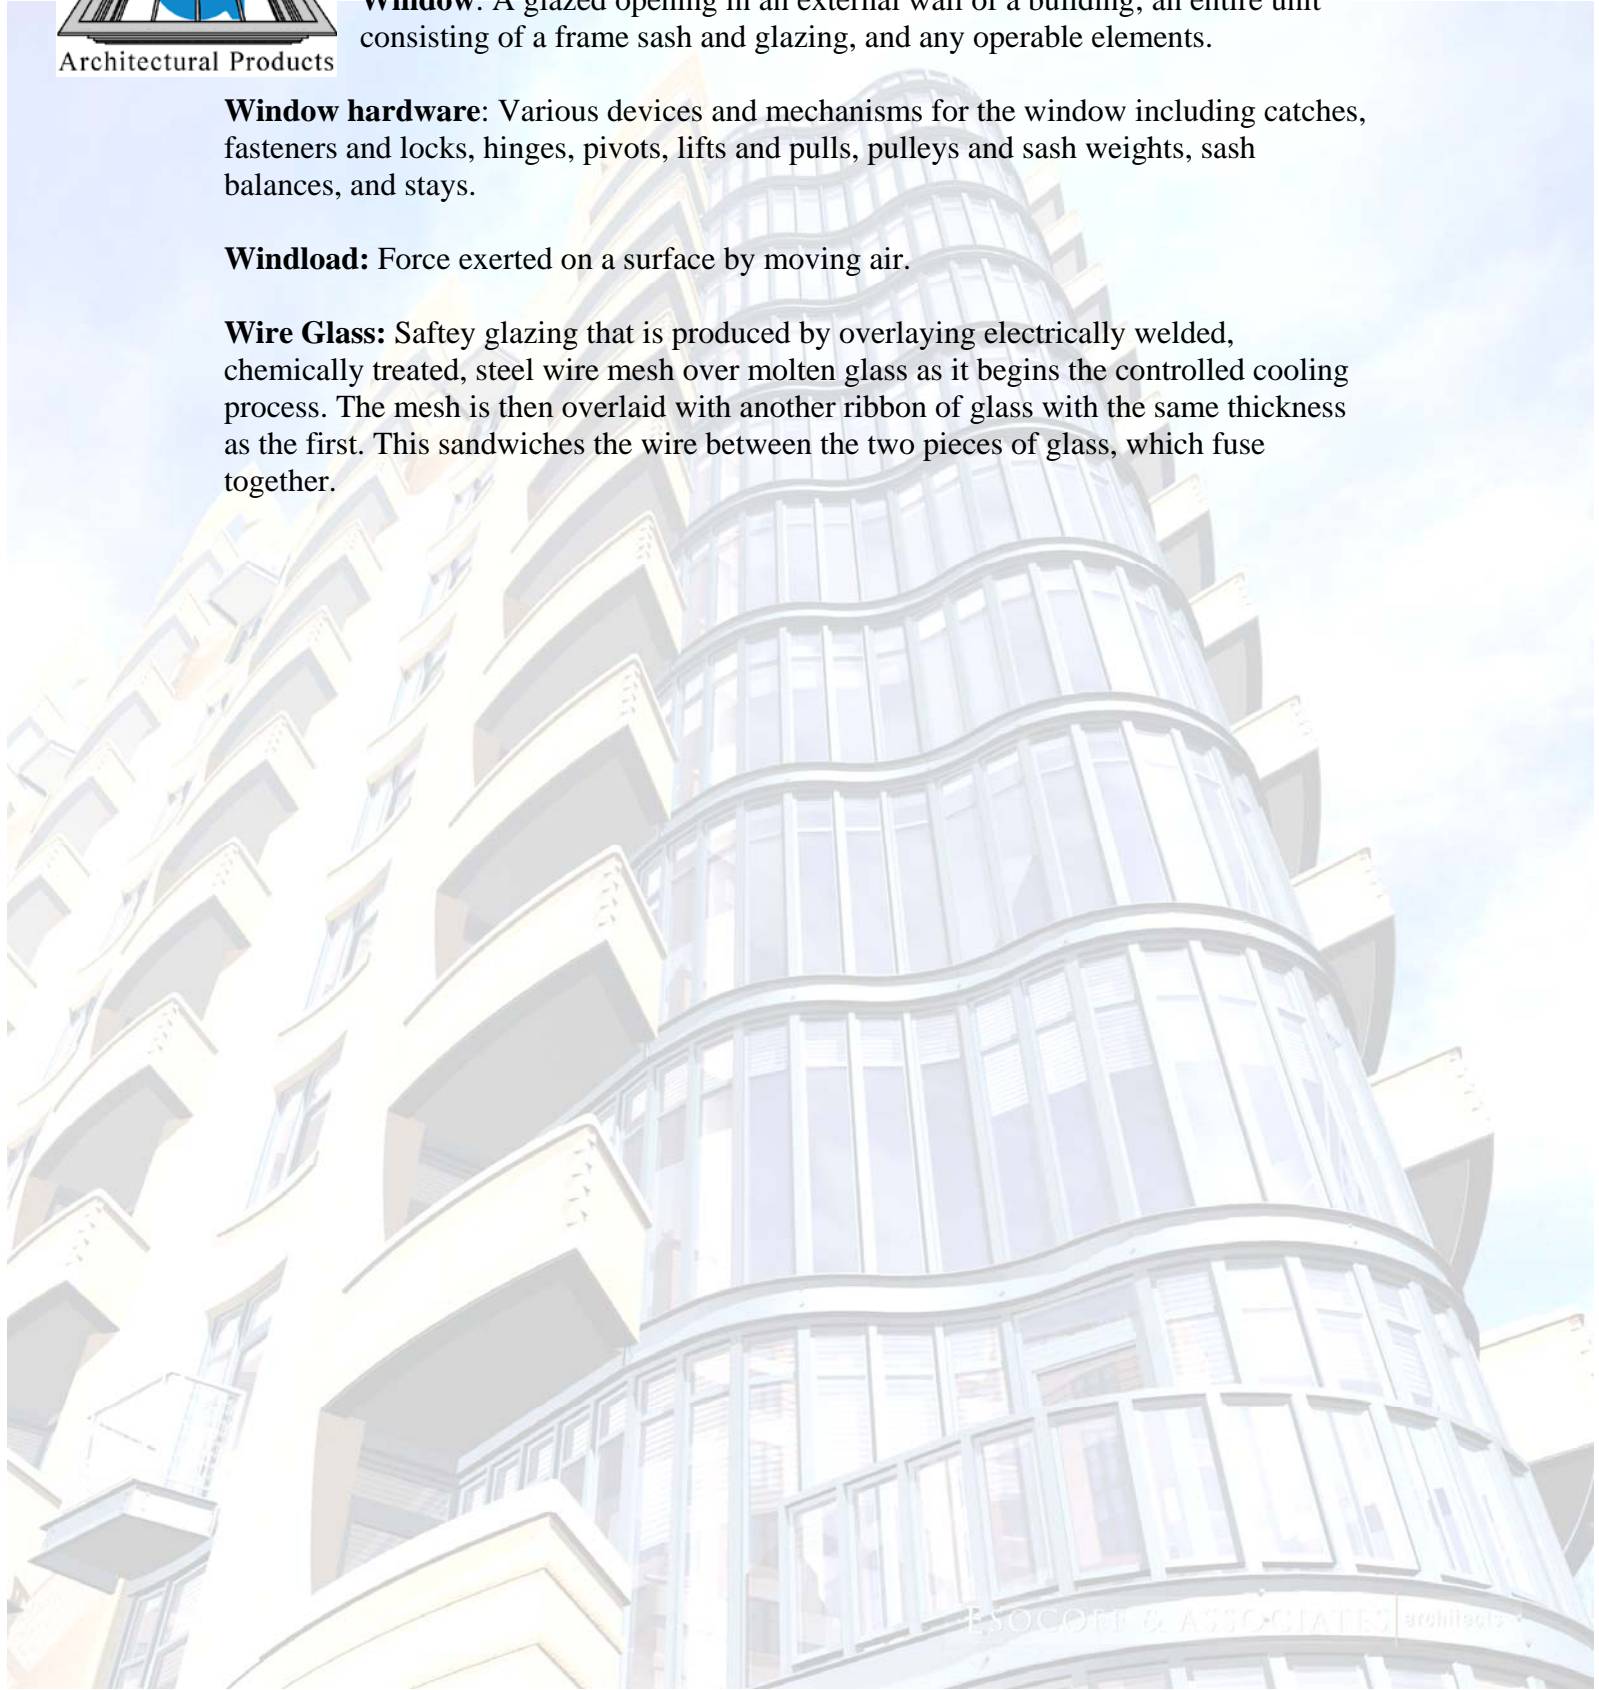 Window: A glazed opening in an external wall of a building; an entire unit
consisting of a frame sash and glazing, and any operable elements.
Architectural Products
Window hardware: Various devices and mechanisms for the window including catches,
fasteners and locks, hinges, pivots, lifts and pulls, pulleys and sash weights, sash
balances, and stays.
Windload: Force exerted on a surface by moving air.
Wire Glass: Saftey glazing that is produced by overlaying electrically welded,
chemically treated, steel wire mesh over molten glass as it begins the controlled cooling
process. The mesh is then overlaid with another ribbon of glass with the same thickness
as the first. This sandwiches the wire between the two pieces of glass, which fuse
together.
ESOCOFF & ASSOCIATES architects